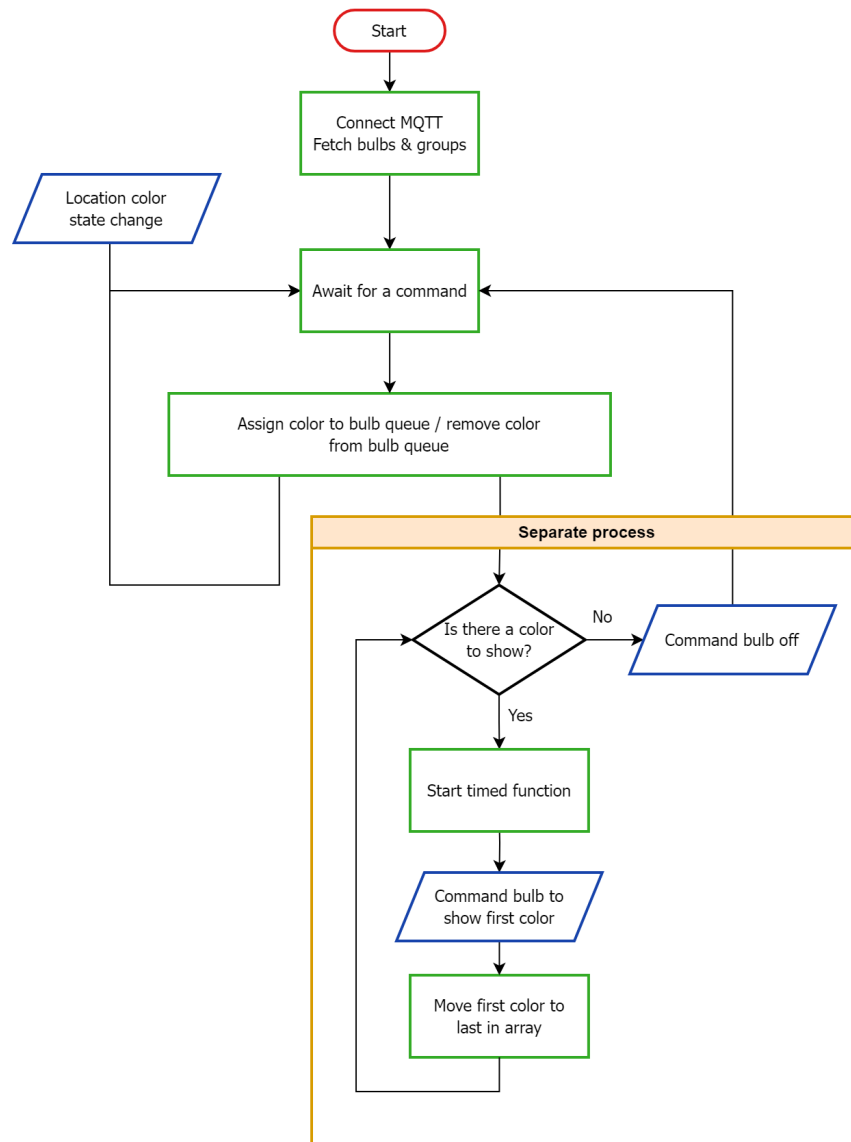 Start
Connect MQTT
Fetch bulbs & groups
Location color
state change
Await for a command
Assign color to bulb queue / remove color
from bulb queue
Separate process
Is there a color
to show?
No
Command bulb off
Yes
Start timed function
Command bulb to
show first color
Move first color to
last in array